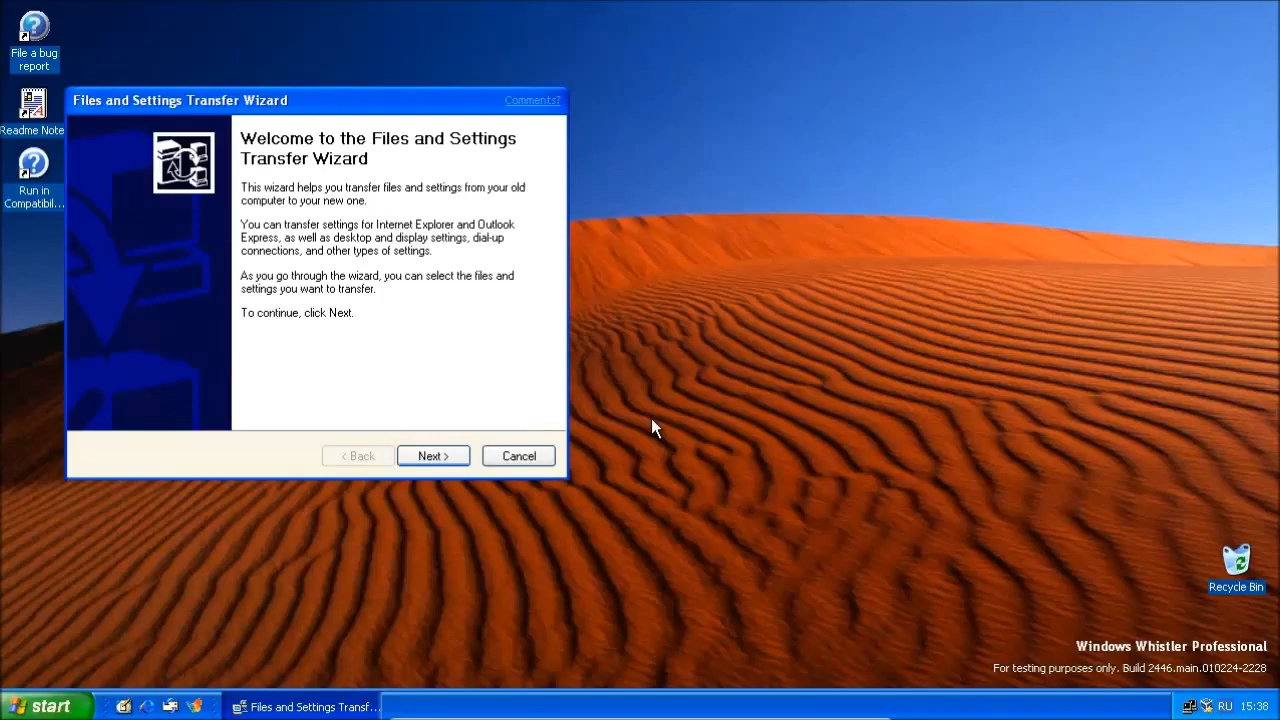 File a bug
report
Readme Note
Run in
Compatibil...
Files and Settings Transfer Wizard
Comments?
Welcome to the Files and Settings
Transfer Wizard
This wizard helps you transfer files and settings from your old
computer to your new one.
You can transfer settings for Internet Explorer and Outlook
Express, as well as desktop and display settings, dial-up
connections, and other types of settings.
As you go through the wizard, you can select the files and
settings you want to transfer.
To continue, click Next.
< Back
Next >
Cancel
Recycle Bin
Windows Whistler Professional
For testing purposes only. Build 2446.main.010224-2228
start
Files and Settings Transf...
RU
15:38